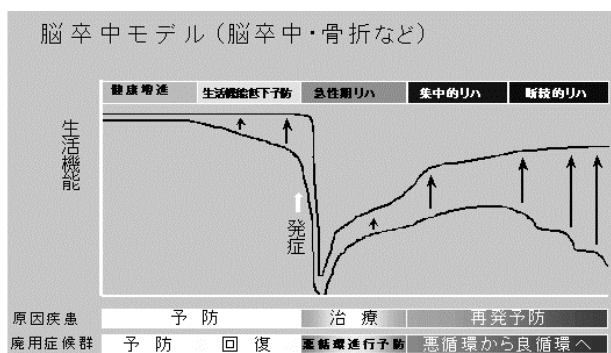 脳卒中モデル(脳卒中・骨折など)
健康増進 生活機能低下予防 急性期リハ 集中的リハ 断続的リハ
生活機能
発症
原因疾患 予防 治療 再発予防
廃用症候群 予防 回復 悪循環進行予防 悪循環から良循環へ